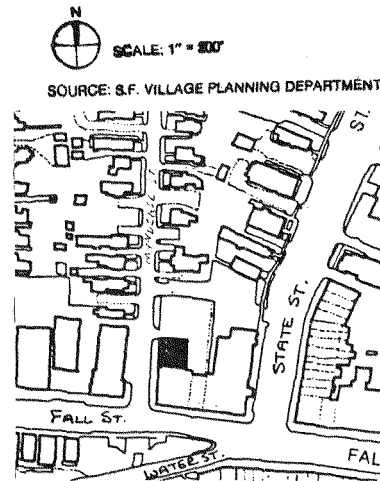 N
SCALE: 1" = 200'
SOURCE: S.F. VILLAGE PLANNING DEPARTMENT
ST.
STATE ST.
FALL ST.
FAL
WATER ST.